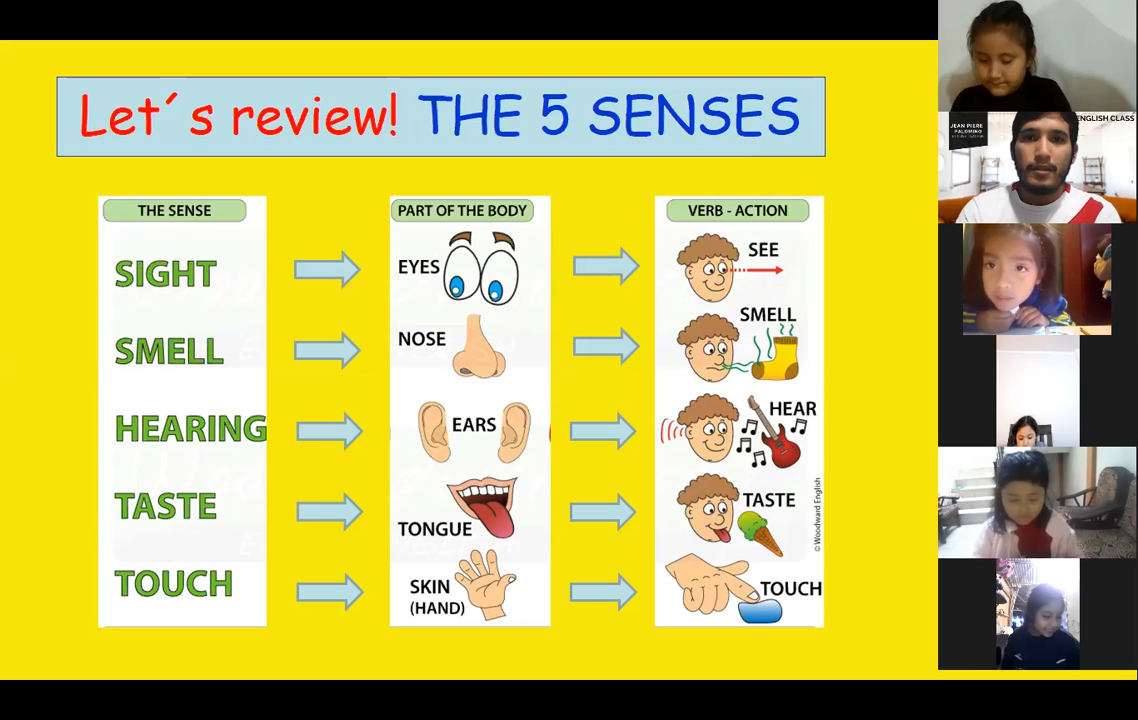 Let´s review! THE 5 SENSES
THE SENSE
PART OF THE BODY
VERB - ACTION
SIGHT
EYES
SEE
SMELL
NOSE
SMELL
HEARING
EARS
HEAR
TASTE
TONGUE
TASTE
TOUCH
SKIN
(HAND)
TOUCH
© Woodward English
JEAN PIERE
PALOMINO
ENGLISH CLASS